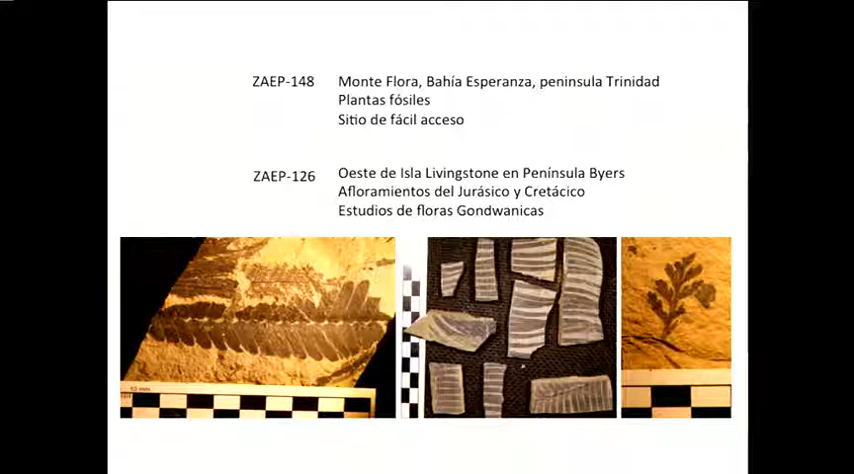 ZAEP-148 Monte Flora, Bahía Esperanza, peninsula Trinidad
Plantas fósiles
Sitio de fácil acceso
ZAEP-126 Oeste de Isla Livingstone en Península Byers
Afloramientos del Jurásico y Cretácico
Estudios de floras Gondwanicas